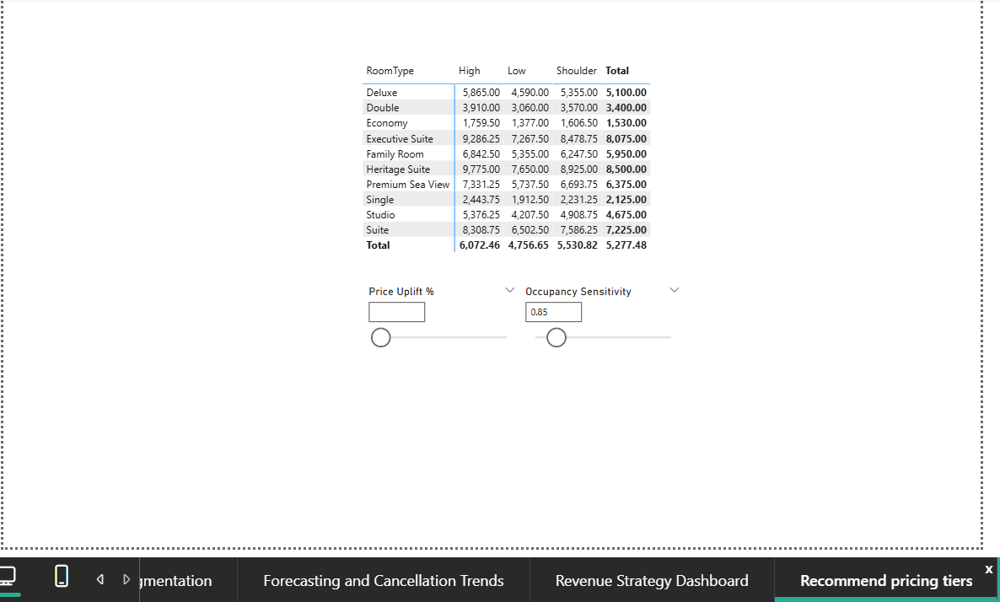 RoomType High Low Shoulder Total
Deluxe 5,865.00 4,590.00 5,355.00 5,100.00
Double 3,910.00 3,060.00 3,570.00 3,400.00
Economy 1,759.50 1,377.00 1,606.50 1,530.00
Executive Suite 9,286.25 7,267.50 8,478.75 8,075.00
Family Room 6,842.50 5,355.00 6,247.50 5,950.00
Heritage Suite 9,775.00 7,650.00 8,925.00 8,500.00
Premium Sea View 7,331.25 5,737.50 6,693.75 6,375.00
Single 2,443.75 1,912.50 2,231.25 2,125.00
Studio 5,376.25 4,207.50 4,908.75 4,675.00
Suite 8,308.75 6,502.50 7,586.25 7,225.00
Total 6,072.46 4,756.65 5,530.82 5,277.48
Price Uplift % Occupancy Sensitivity
0.85
gmentation Forecasting and Cancellation Trends Revenue Strategy Dashboard Recommend pricing tiers x